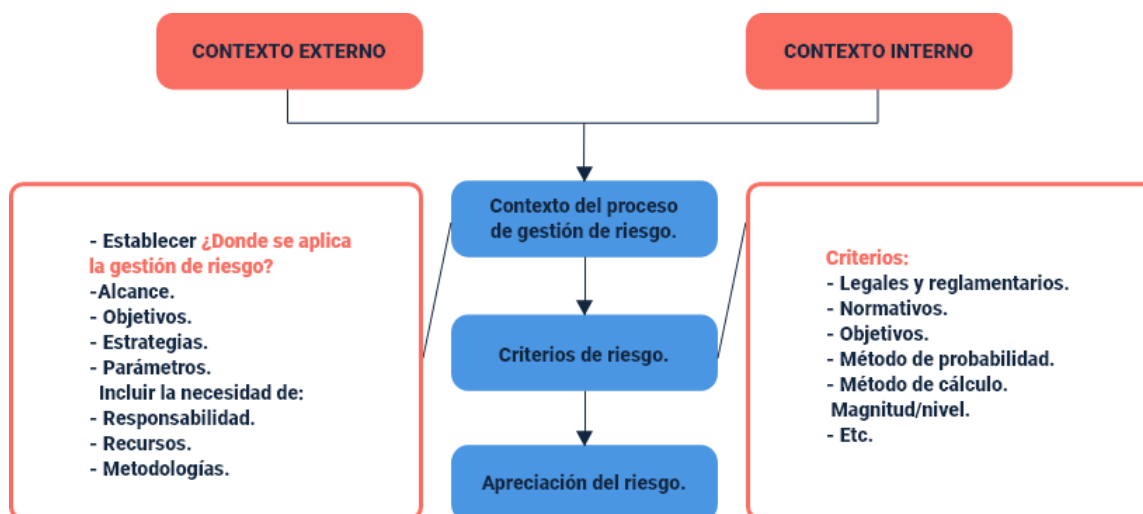 CONTEXTO EXTERNO
CONTEXTO INTERNO
Contexto del proceso
de gestión de riesgo.
- Establecer ¿Donde se aplica
la gestión de riesgo?
-Alcance.
- Objetivos.
- Estrategias.
- Parámetros.
Incluir la necesidad de:
- Responsabilidad.
- Recursos.
- Metodologías.
Criterios de riesgo.
Criterios:
- Legales y reglamentarios.
- Normativos.
- Objetivos.
- Método de probabilidad.
- Método de cálculo.
Magnitud/nivel.
- Etc.
Apreciación del riesgo.